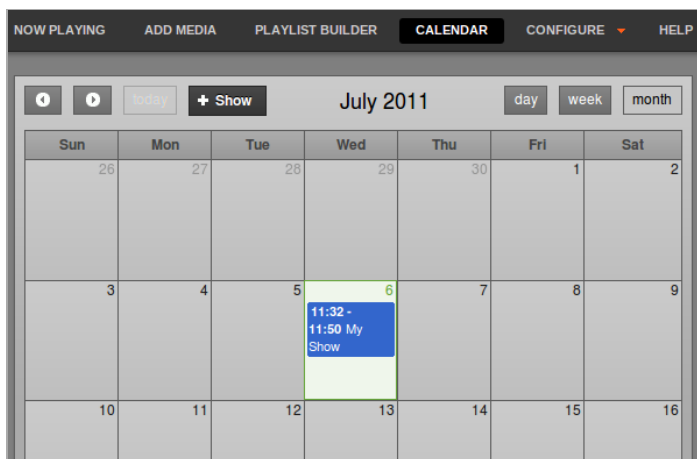 NOW PLAYING ADD MEDIA PLAYLIST BUILDER CALENDAR CONFIGURE HELP
today + Show July 2011 day week month
Sun Mon Tue Wed Thu Fri Sat
26 27 28 29 30 1 2
3 4 5 6 7 8 9
11:32 -
11:50 My
Show
10 11 12 13 14 15 16